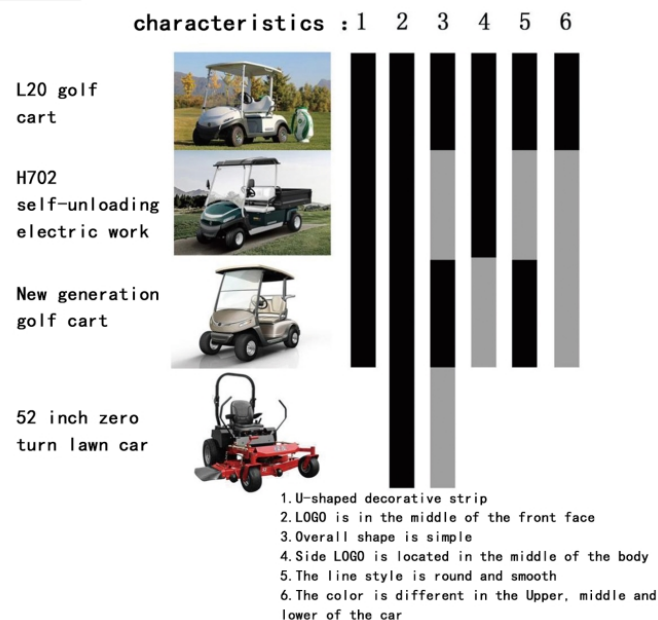 characteristics : 1 2 3 4 5 6
L20 golf
cart
H702
self-unloading
electric work
New generation
golf cart
52 inch zero
turn lawn car
1.U-shaped decorative strip
2.LOGO is in the middle of the front face
3.Overall shape is simple
4.Side LOGO is located in the middle of the body
5.The line style is round and smooth
6.The color is different in the Upper, middle and
lower of the car